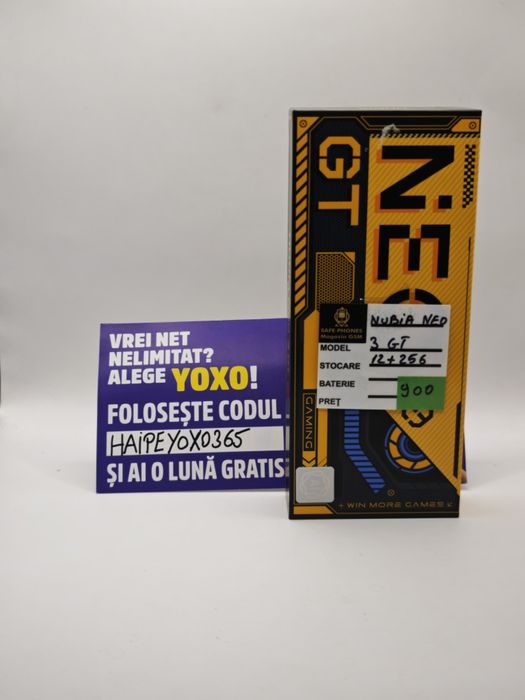 VREI NET
NELIMITAT?
ALEGE YOXO!
FOLOSEȘTE CODUL
HAIPEYOXO365
ȘI AI O LUNĂ GRATIS
NEO
GT
SAFE PHONES
Magazin GSM
MODEL
NUBIA NEO
3 GT
STOCARE
12+256
BATERIE
PREȚ
900
GAMING
+ WIN MORE GAMES